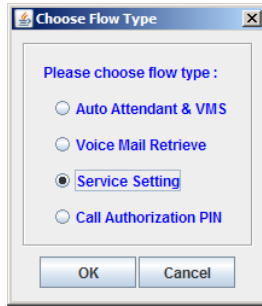 Choose Flow Type
Please choose flow type :
Auto Attendant & VMS
Voice Mail Retrieve
Service Setting
Call Authorization PIN
OK Cancel